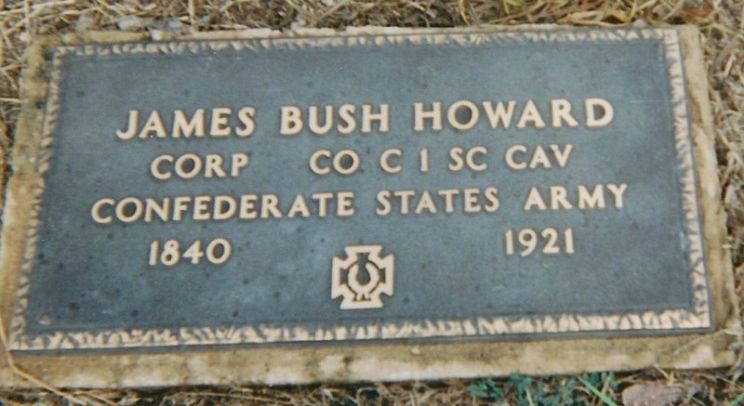 JAMES BUSH HOWARD
CORP CO C 1 SC CAV
CONFEDERATE STATES ARMY
1840 1921